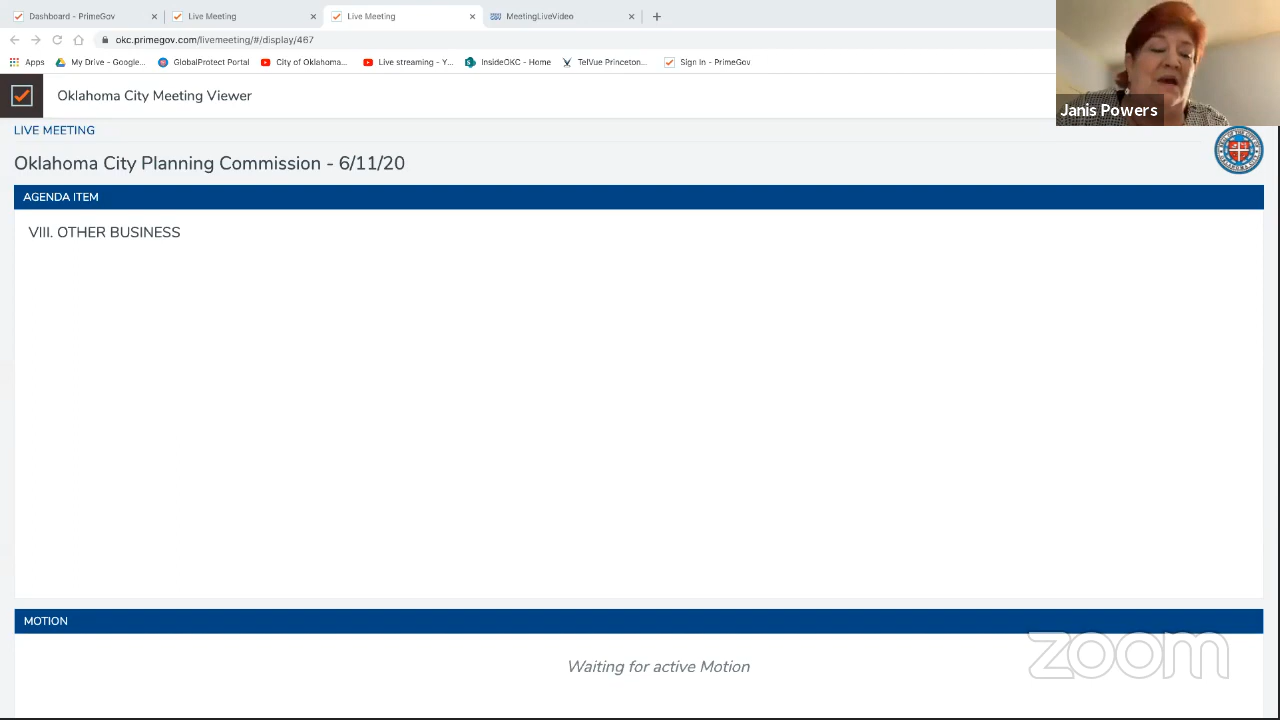 Dashboard - PrimeGov
Live Meeting
Live Meeting
MeetingLiveVideo
okc.primegov.com/livemeeting/#/display/467
Apps
My Drive - Google...
GlobalProtect Portal
City of Oklahoma...
Live streaming - Y...
InsideOKC - Home
TelVue Princeton...
Sign In - PrimeGov
Janis Powers
Oklahoma City Meeting Viewer
LIVE MEETING
Oklahoma City Planning Commission - 6/11/20
AGENDA ITEM
VIII. OTHER BUSINESS
MOTION
Waiting for active Motion
zoom